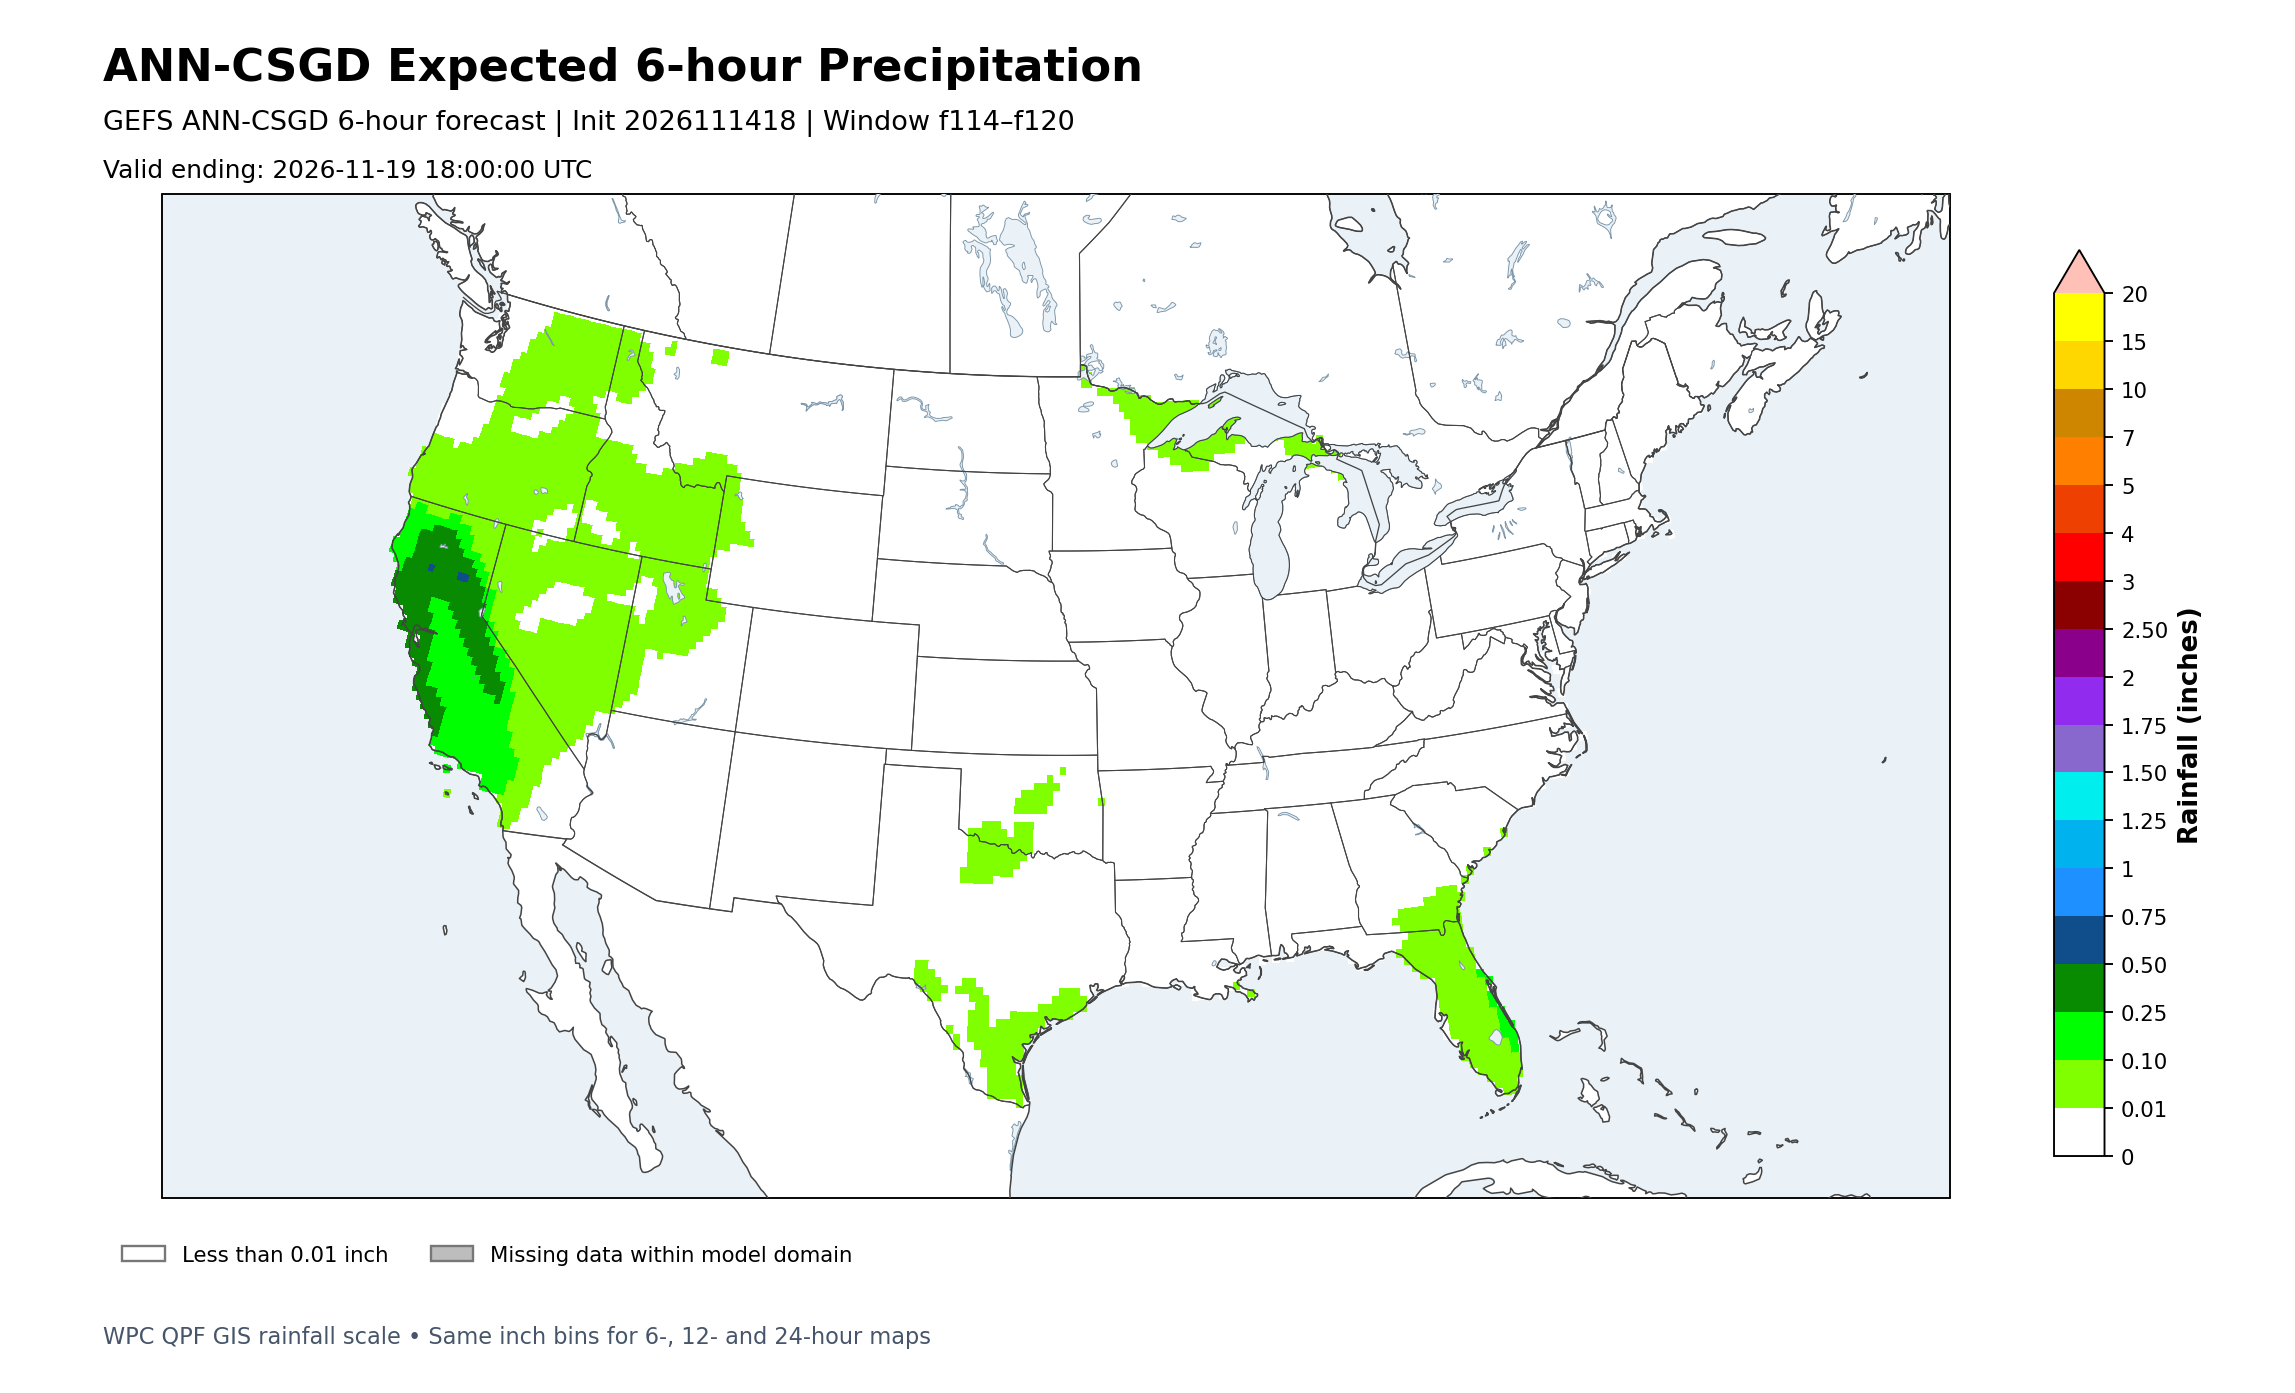 ANN-CSGD Expected 6-hour Precipitation
GEFS ANN-CSGD 6-hour forecast | Init 2026111418 | Window f114–f120
Valid ending: 2026-11-19 18:00:00 UTC
20
15
10
7
5
4
3
2.50
2
1.75
1.50
1.25
1
0.75
0.50
0.25
0.10
0.01
0
Rainfall (inches)
Less than 0.01 inch
Missing data within model domain
WPC QPF GIS rainfall scale • Same inch bins for 6-, 12- and 24-hour maps